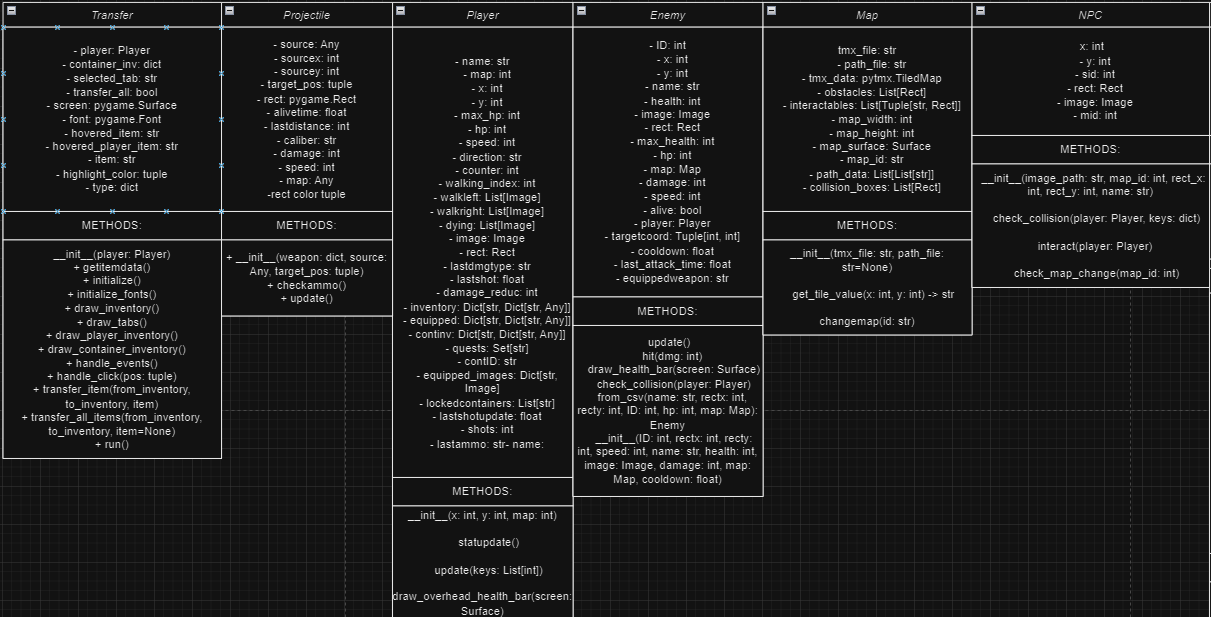 Transfer
- player: Player
- container_inv: dict
- selected_tab: str
- transfer_all: bool
- screen: pygame.Surface
- font: pygame.Font
- hovered_item: str
- hovered_player_item: str
- item: str
- highlight_color: tuple
- type: dict
METHODS:
__init__(player: Player)
+ getitemdata()
+ initialize()
+ initialize_fonts()
+ draw_inventory()
+ draw_tabs()
+ draw_player_inventory()
+ draw_container_inventory()
+ handle_events()
+ handle_click(pos: tuple)
+ transfer_item(from_inventory,
to_inventory, item)
+ transfer_all_items(from_inventory,
to_inventory, item=None)
+ run()
Projectile
- source: Any
- sourcex: int
- sourcey: int
- target_pos: tuple
- rect: pygame.Rect
- alivetime: float
- lastdistance: int
- caliber: str
- damage: int
- speed: int
- map: Any
-rect color tuple
METHODS:
+ __init__(weapon: dict, source:
Any, target_pos: tuple)
+ checkammo()
+ update()
Player
- name: str
- map: int
- x: int
- y: int
- max_hp: int
- hp: int
- speed: int
- direction: str
- counter: int
- walking_index: int
- walkleft: List[Image]
- walkright: List[Image]
- dying: List[Image]
- image: Image
- rect: Rect
- lastdmgtype: str
- lastshot: float
- damage_reduc: int
- inventory: Dict[str, Dict[str, Any]]
- equipped: Dict[str, Dict[str, Any]]
- continv: Dict[str, Dict[str, Any]]
- quests: Set[str]
- contID: str
- equipped_images: Dict[str,
Image]
- lockedcontainers: List[str]
- lastshotupdate: float
- shots: int
- lastammo: str- name:
METHODS:
__init__(x: int, y: int, map: int)
statupdate()
update(keys: List[int])
draw_overhead_health_bar(screen:
Surface)
Enemy
- ID: int
- x: int
- y: int
- name: str
- health: int
- image: Image
- rect: Rect
- max_health: int
- hp: int
- map: Map
- damage: int
- speed: int
- alive: bool
- player: Player
- targetcoord: Tuple[int, int]
- cooldown: float
- last_attack_time: float
- equippedweapon: str
METHODS:
update()
hit(dmg: int)
draw_health_bar(screen: Surface)
check_collision(player: Player)
from_csv(name: str, rectx: int,
recty: int, ID: int, hp: int, map: Map):
Enemy
__init__(ID: int, rectx: int, recty:
int, speed: int, name: str, health: int,
image: Image, damage: int, map:
Map, cooldown: float)
Map
tmx_file: str
- path_file: str
- tmx_data: pytmx.TiledMap
- obstacles: List[Rect]
- interactables: List[Tuple[str, Rect]]
- map_width: int
- map_height: int
- map_surface: Surface
- map_id: str
- path_data: List[List[str]]
- collision_boxes: List[Rect]
METHODS:
__init__(tmx_file: str, path_file:
str=None)
get_tile_value(x: int, y: int) -> str
changemap(id: str)
NPC
x: int
- y: int
- sid: int
- rect: Rect
- image: Image
- mid: int
METHODS:
__init__(image_path: str, map_id: int, rect_x:
int, rect_y: int, name: str)
check_collision(player: Player, keys: dict)
interact(player: Player)
check_map_change(map_id: int)